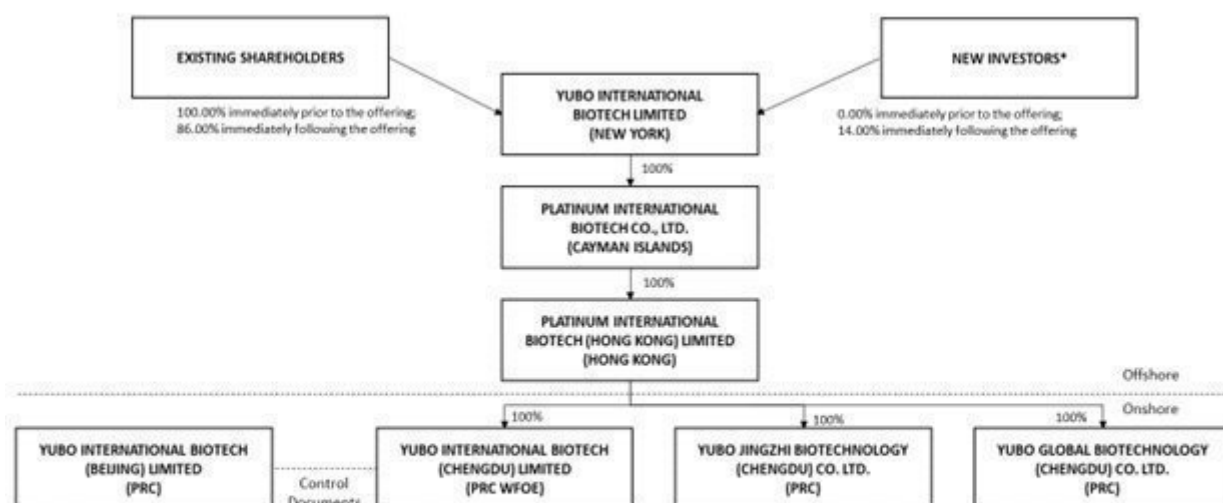 EXISTING SHAREHOLDERS
NEW INVESTORS*
100.00% immediately prior to the offering;
86.00% immediately following the offering
YUBO INTERNATIONAL
BIOTECH LIMITED
(NEW YORK)
0.00% immediately prior to the offering;
14.00% immediately following the offering
100%
PLATINUM INTERNATIONAL
BIOTECH CO., LTD.
(CAYMAN ISLANDS)
100%
PLATINUM INTERNATIONAL
BIOTECH (HONG KONG) LIMITED
(HONG KONG)
Offshore
Onshore
100%
100%
100%
YUBO INTERNATIONAL BIOTECH
(BEIJING) LIMITED
(PRC)
Control
Documents
YUBO INTERNATIONAL BIOTECH
(CHENGDU) LIMITED
(PRC WFOE)
YUBO JINGZHI BIOTECHNOLOGY
(CHENGDU) CO. LTD.
(PRC)
YUBO GLOBAL BIOTECHNOLOGY
(CHENGDU) CO. LTD.
(PRC)